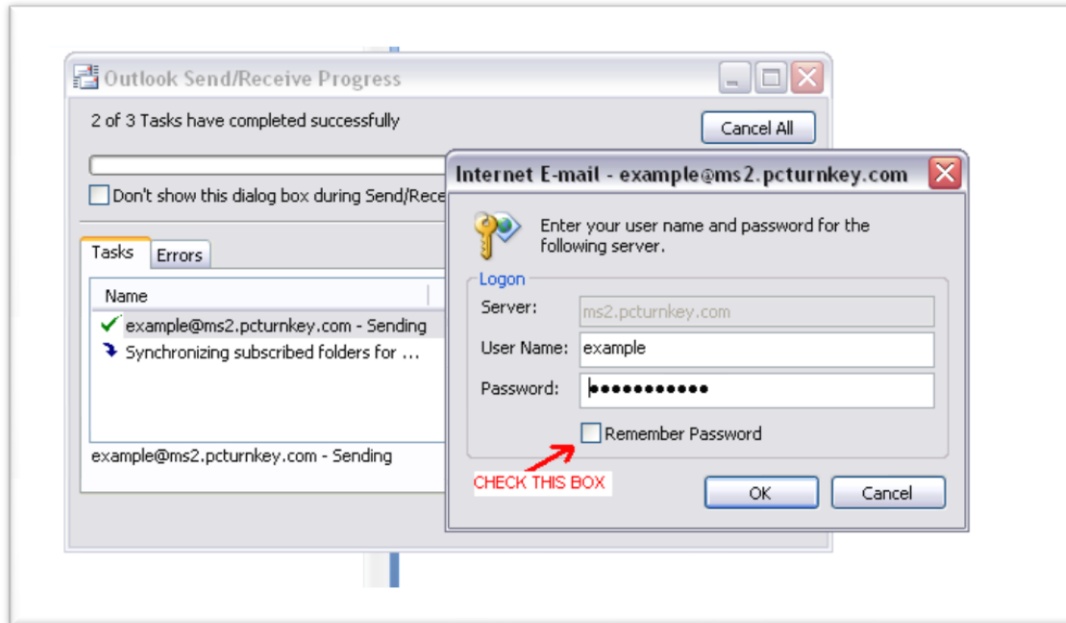 Outlook Send/Receive Progress
2 of 3 Tasks have completed successfully
Cancel All
Don't show this dialog box during Send/Rece
Tasks
Errors
Name
example@ms2.pcturnkey.com - Sending
Synchronizing subscribed folders for ...
example@ms2.pcturnkey.com - Sending
Internet E-mail - example@ms2.pcturnkey.com
Enter your user name and password for the
following server.
Logon
Server:
ms2.pcturnkey.com
User Name:
example
Password:
Remember Password
CHECK THIS BOX
OK
Cancel